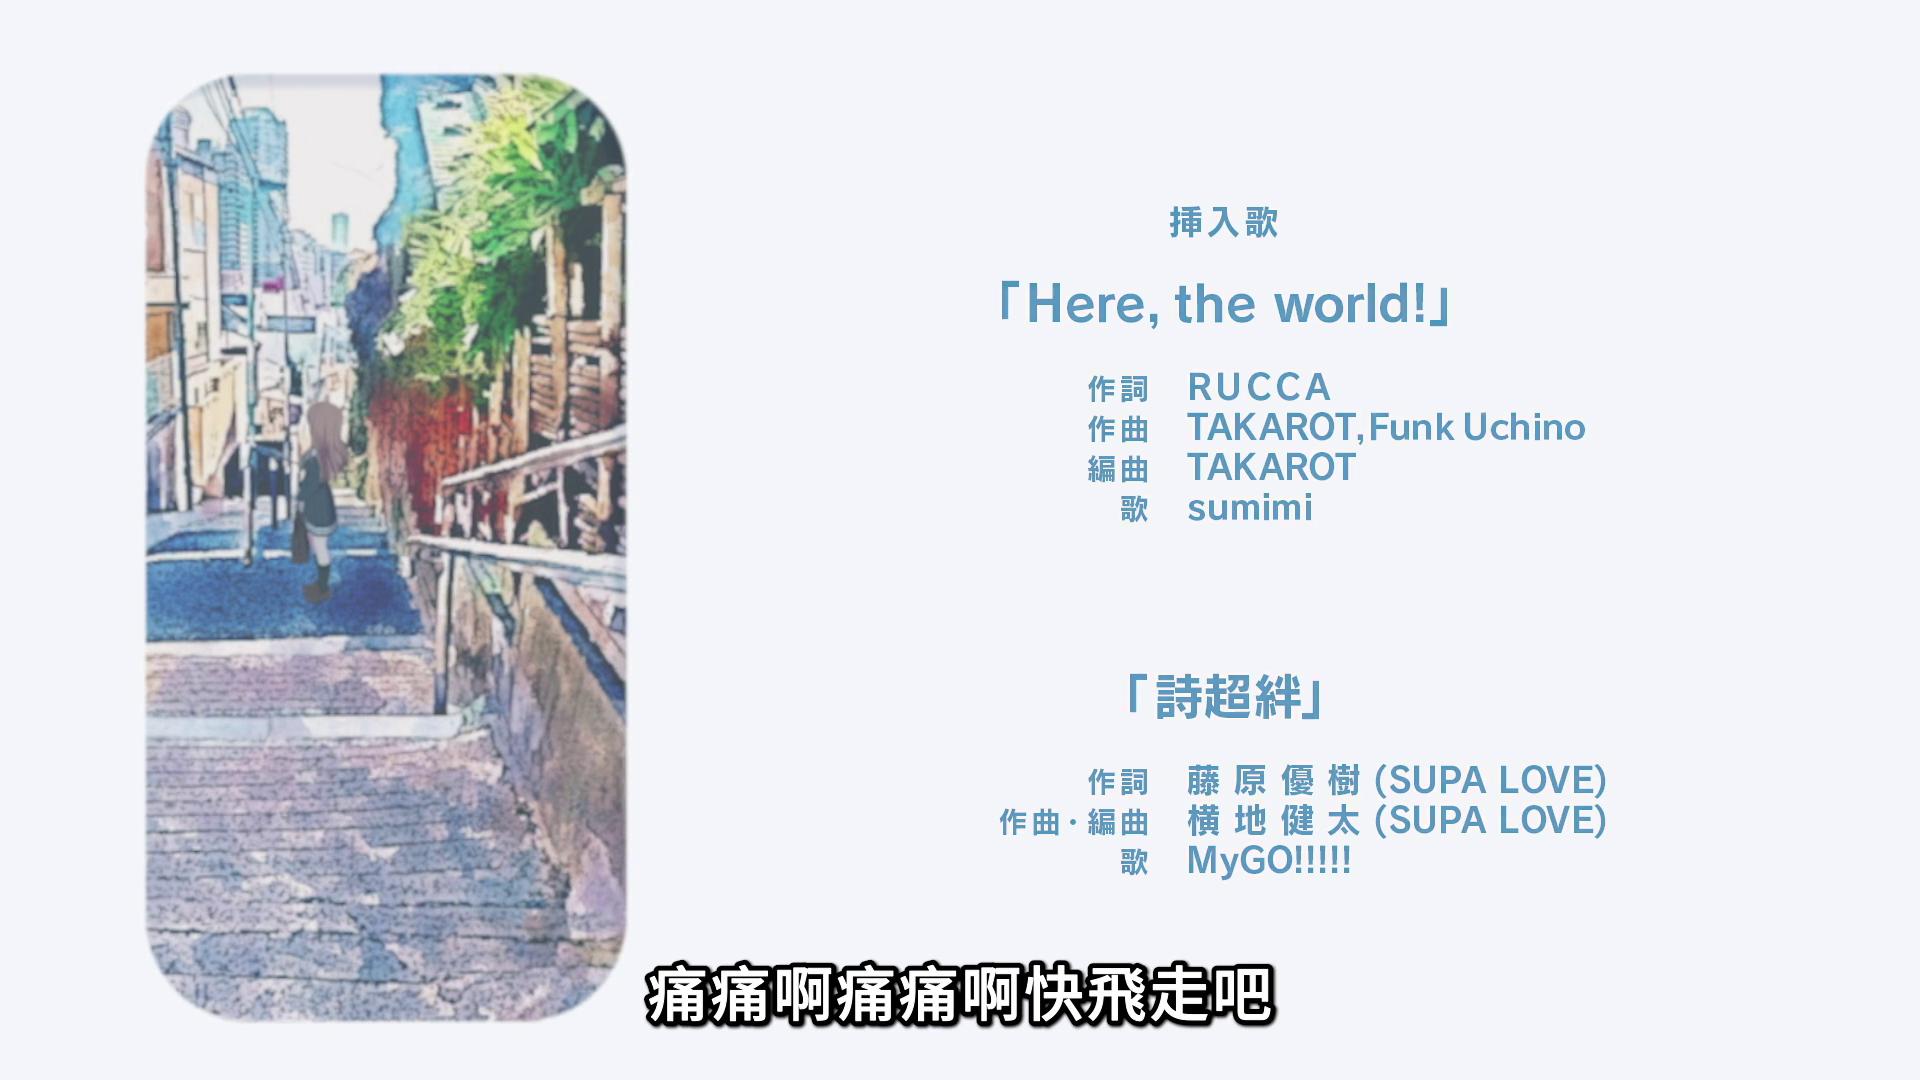 挿入歌
「Here, the world!」
作詞 RUCCA
作曲 TAKAROT,Funk Uchino
編曲 TAKAROT
歌 sumimi
「詩超絆」
作詞 藤原優樹(SUPA LOVE)
作曲・編曲 横地健太(SUPA LOVE)
歌 MyGO!!!!!
痛痛啊痛痛啊快飛走吧